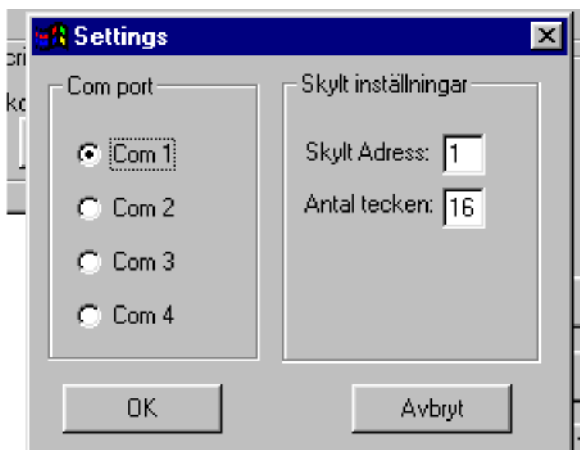 Settings
Com port
Com 1
Com 2
Com 3
Com 4
Skylt inställningar
Skylt Adress: 1
Antal tecken: 16
OK
Avbryt